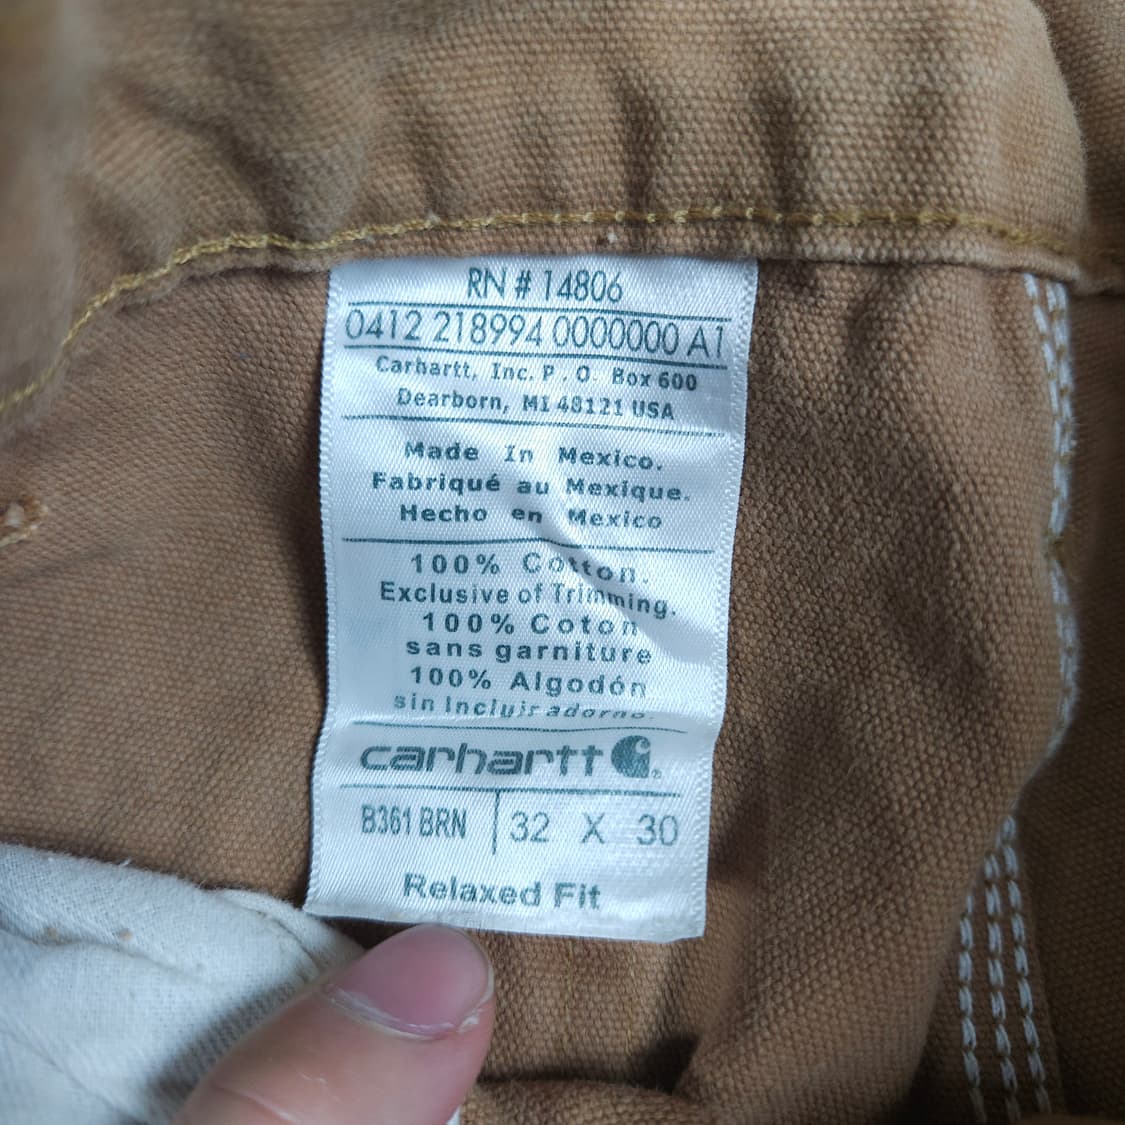 RN # 14806
0412 218994 0000000 A1
Carhartt, Inc. P.O. Box 600
Dearborn, MI 48121 USA
Made In Mexico.
Fabriqué au Mexique.
Hecho en Mexico
100% Cotton.
Exclusive of Trimming.
100% Coton
sans garniture
100% Algodón
sin Incluir adorno.
carhartt
B361 BRN 32 X 30
Relaxed Fit